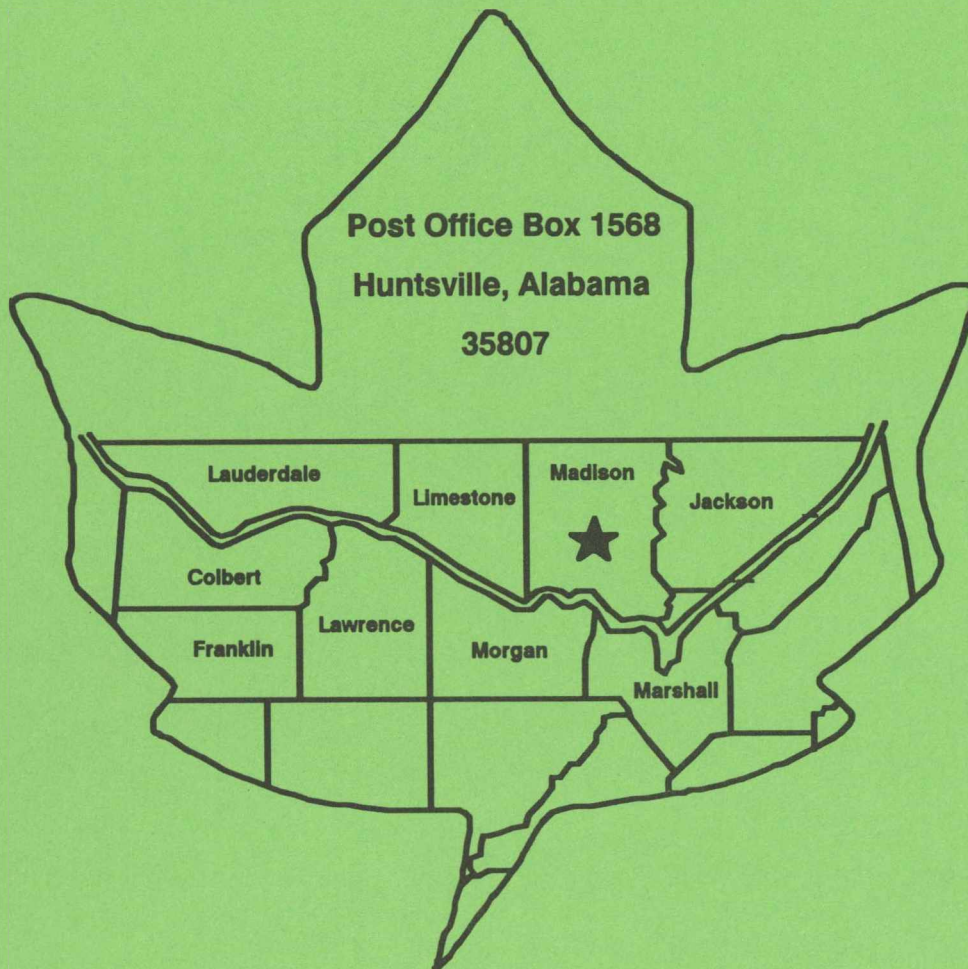 Post Office Box 1568
Huntsville, Alabama
35807
Lauderdale
Limestone
Madison
Jackson
Colbert
Lawrence
Franklin
Morgan
Marshall